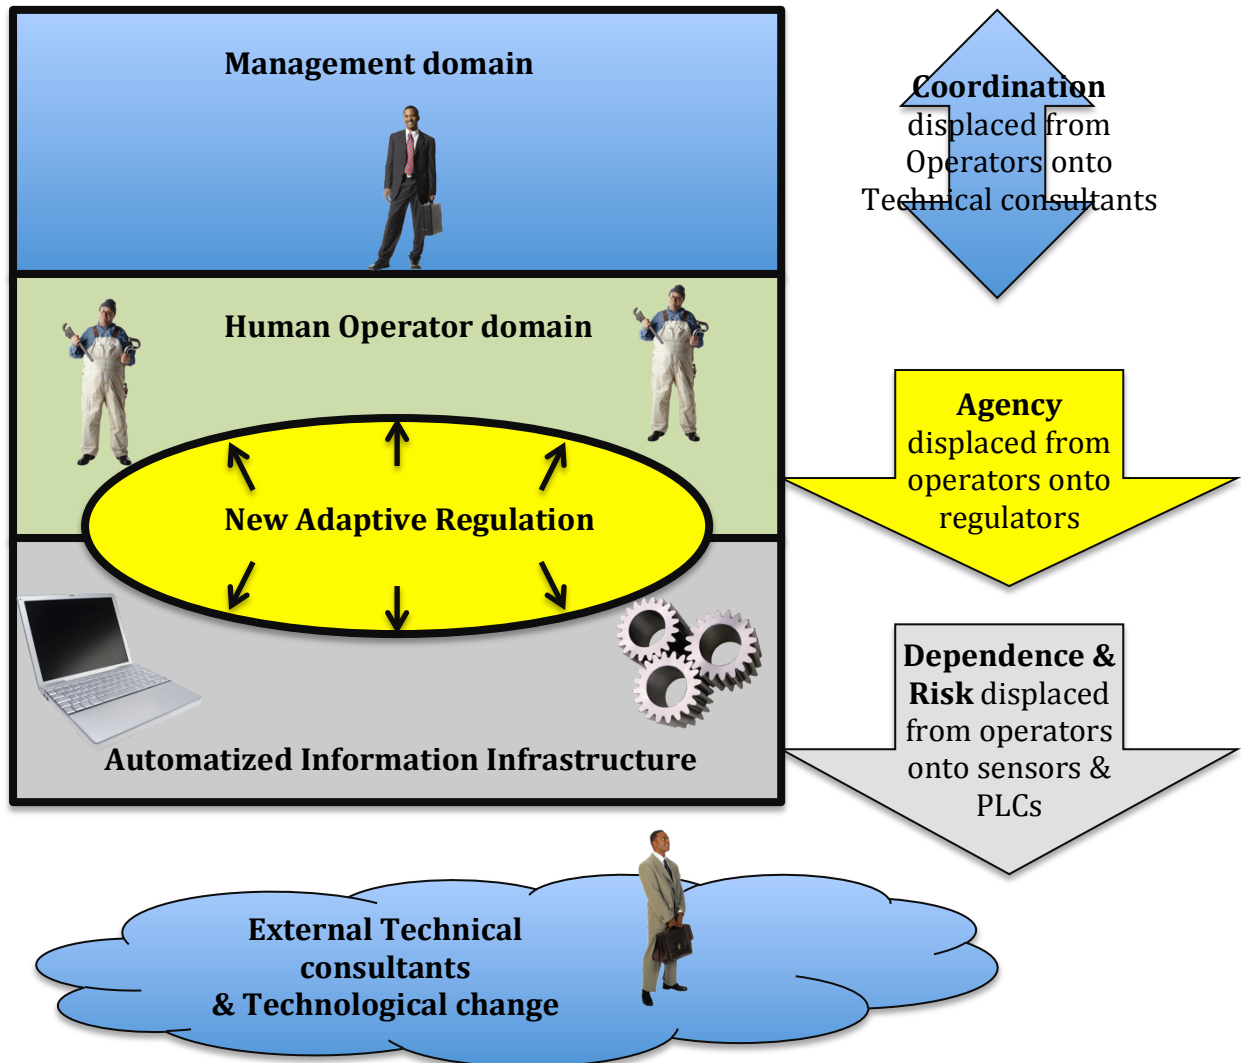 Management domain
Coordination
displaced from
Operators onto
Technical consultants
Human Operator domain
Agency
displaced from
operators onto
regulators
New Adaptive Regulation
Dependence &
Risk displaced
from operators
onto sensors &
PLCs
Automatized Information Infrastructure
External Technical
consultants
& Technological change